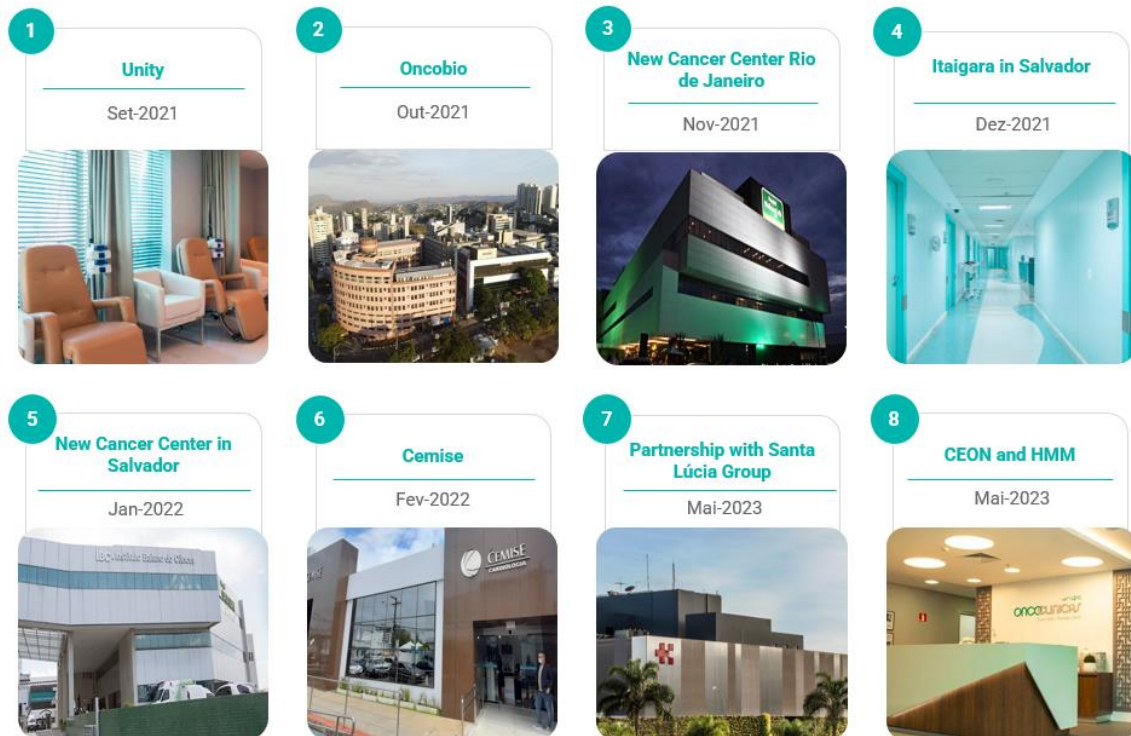 1
Unity
Set-2021
2
Oncobio
Out-2021
3
New Cancer Center Rio
de Janeiro
Nov-2021
4
Itaigara in Salvador
Dez-2021
5
New Cancer Center in
Salvador
Jan-2022
6
Cemise
Fev-2022
CEMISE
CARDIOLOGIA
7
Partnership with Santa
Lúcia Group
Mai-2023
8
CEON and HMM
Mai-2023
ONCOCLÍNICAS